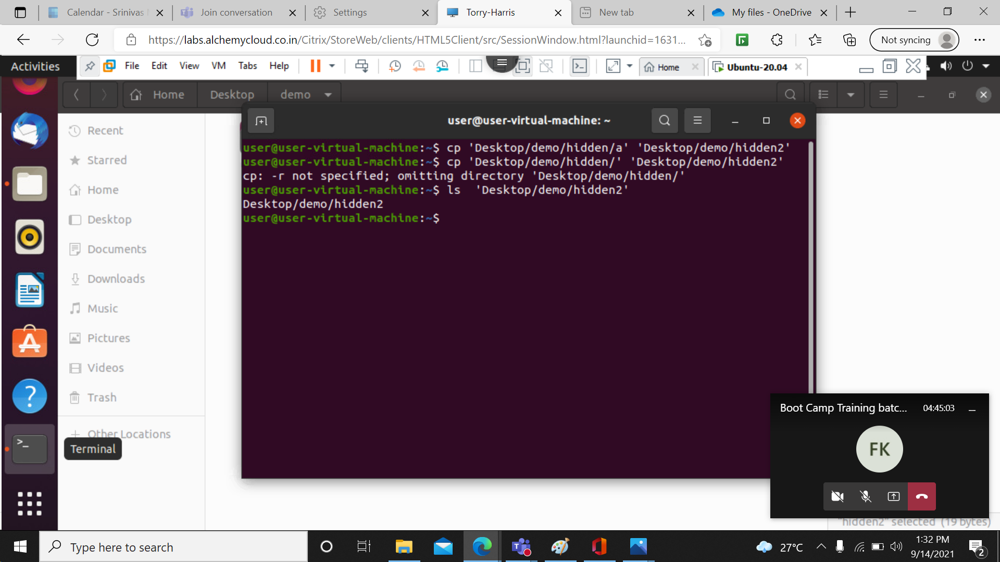 Calendar - Srinivas
Join conversation
Settings
Torry-Harris
New tab
My files - OneDrive
https://labs.alchemycloud.co.in/Citrix/StoreWeb/clients/HTML5Client/src/SessionWindow.html?launchid=1631...
Not syncing
Activities
File Edit View VM Tabs Help
Home
Ubuntu-20.04
Home Desktop demo
user@user-virtual-machine: ~
user@user-virtual-machine:~$ cp 'Desktop/demo/hidden/a' 'Desktop/demo/hidden2'
user@user-virtual-machine:~$ cp 'Desktop/demo/hidden/' 'Desktop/demo/hidden2'
cp: -r not specified; omitting directory 'Desktop/demo/hidden/'
user@user-virtual-machine:~$ ls  'Desktop/demo/hidden2'
Desktop/demo/hidden2
user@user-virtual-machine:~$
Recent
Starred
Home
Desktop
Documents
Downloads
Music
Pictures
Videos
Trash
Other Locations
Terminal
Boot Camp Training batc... 04:45:03
FK
"hidden2" selected (19 bytes)
Type here to search
27°C
1:32 PM
9/14/2021
2